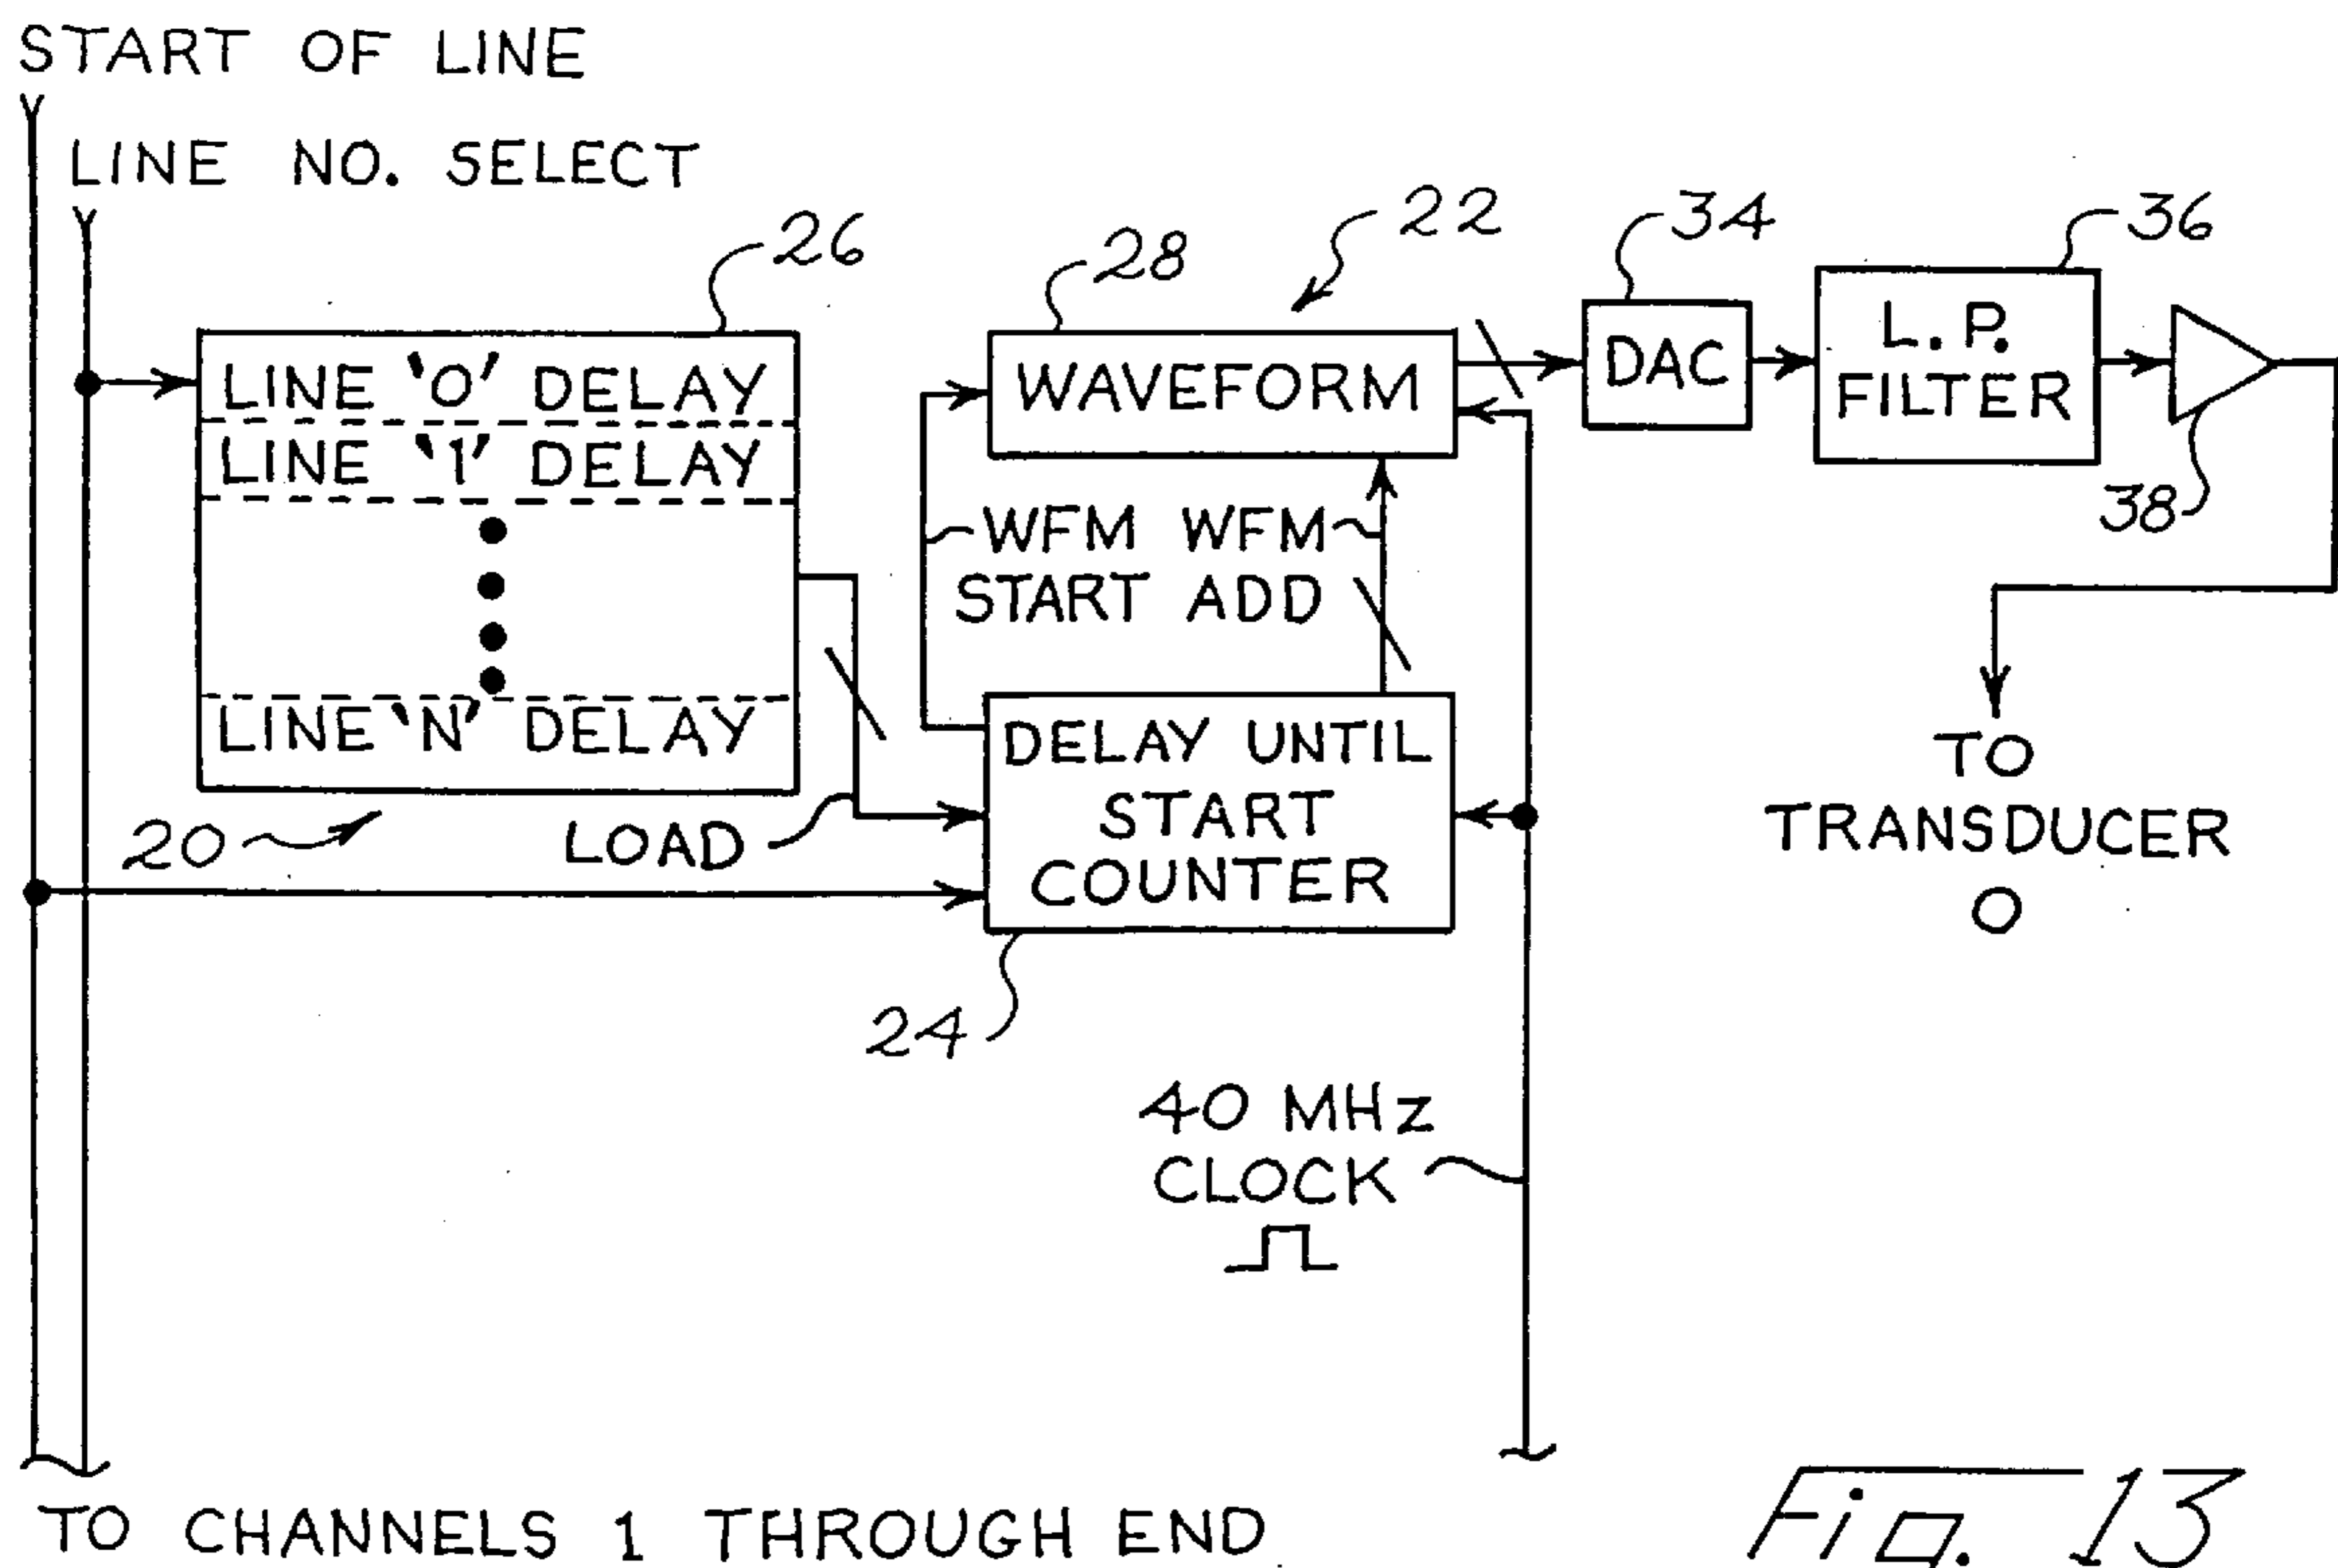 START OF LINE
LINE NO. SELECT
26
28
22
34
36
LINE 'O' DELAY
LINE '1' DELAY
LINE 'N' DELAY
WAVEFORM
DAC
L. P.
FILTER
38
WFM WFM
START ADD
20
LOAD
DELAY UNTIL
START
COUNTER
24
TO
TRANSDUCER
O
40 MHz
CLOCK
TO CHANNELS 1 THROUGH END
Fig. 13